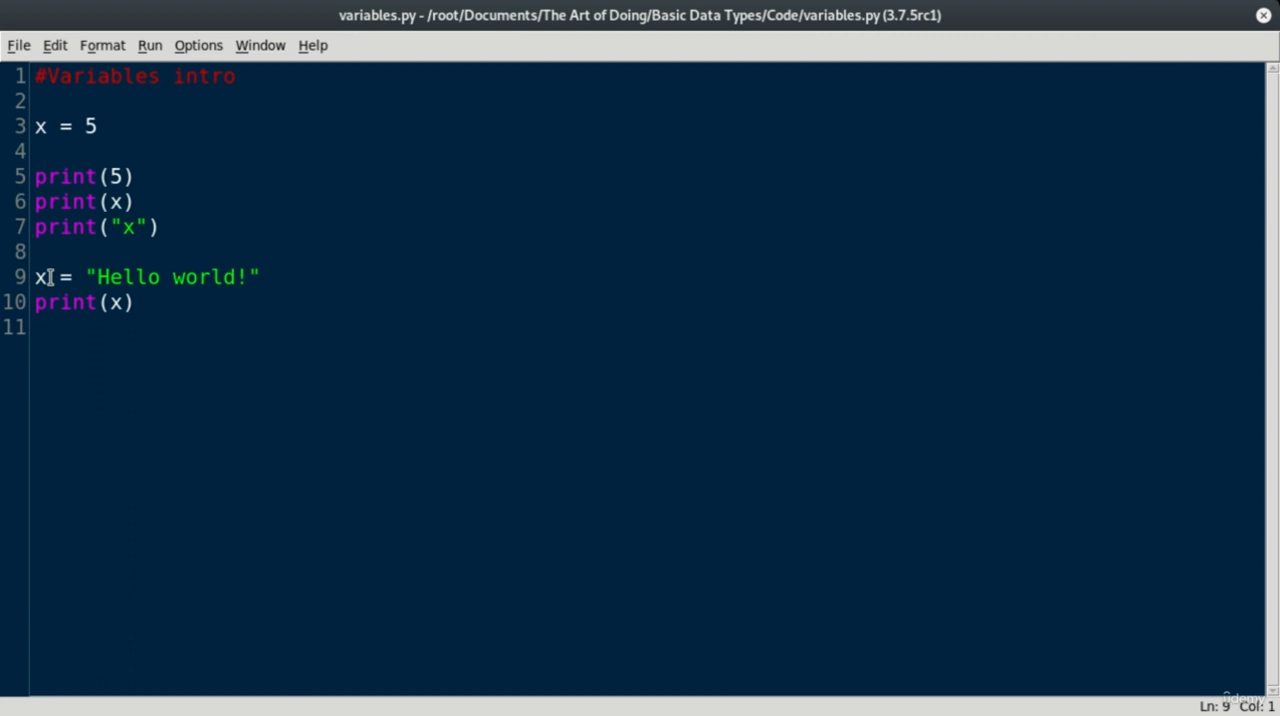 variables.py - /root/Documents/The Art of Doing/Basic Data Types/Code/variables.py (3.7.5rc1)
File Edit Format Run Options Window Help
1 #Variables intro
2
3 x = 5
4
5 print(5)
6 print(x)
7 print("x")
8
9 x = "Hello world!"
10 print(x)
11
ûdemy
Ln: 9 Col: 1